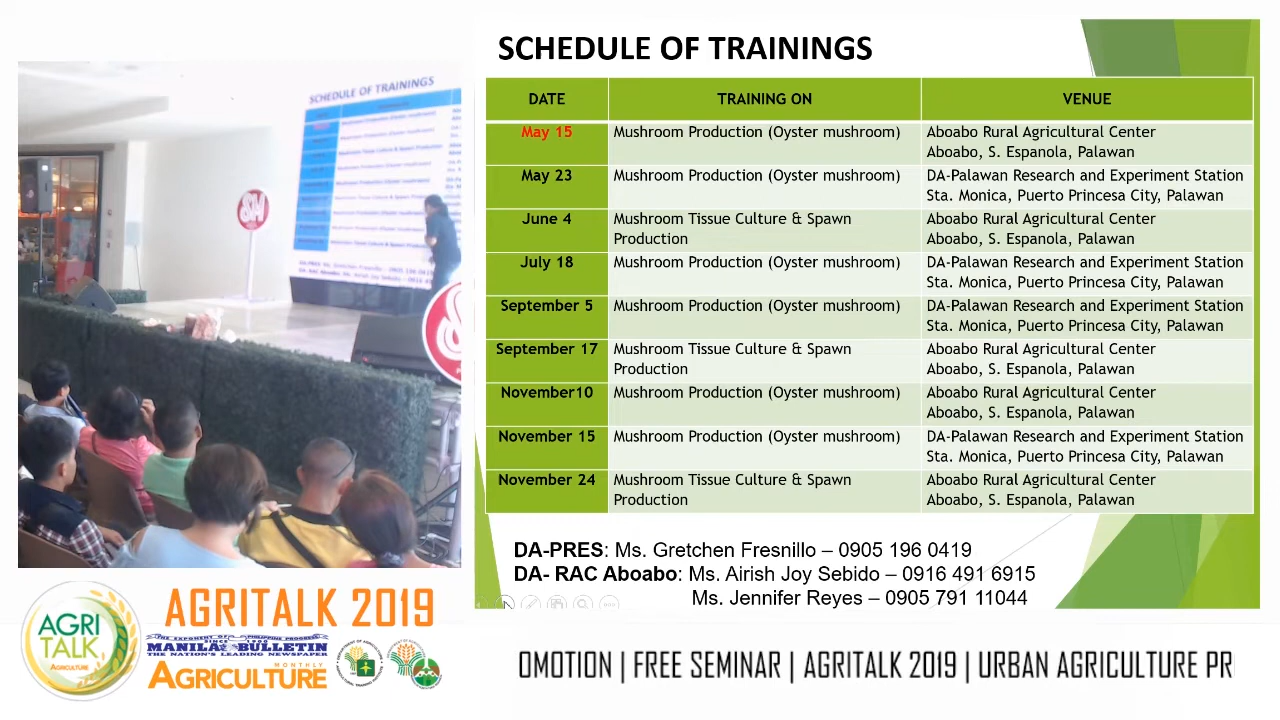 SCHEDULE OF TRAININGS
DATE TRAINING ON VENUE
May 15 Mushroom Production (Oyster mushroom) Aboabo Rural Agricultural Center
Aboabo, S. Espanola, Palawan
May 23 Mushroom Production (Oyster mushroom) DA-Palawan Research and Experiment Station
Sta. Monica, Puerto Princesa City, Palawan
June 4 Mushroom Tissue Culture & Spawn Aboabo Rural Agricultural Center
Production Aboabo, S. Espanola, Palawan
July 18 Mushroom Production (Oyster mushroom) DA-Palawan Research and Experiment Station
Sta. Monica, Puerto Princesa City, Palawan
September 5 Mushroom Production (Oyster mushroom) DA-Palawan Research and Experiment Station
Sta. Monica, Puerto Princesa City, Palawan
September 17 Mushroom Tissue Culture & Spawn Aboabo Rural Agricultural Center
Production Aboabo, S. Espanola, Palawan
November10 Mushroom Production (Oyster mushroom) Aboabo Rural Agricultural Center
Aboabo, S. Espanola, Palawan
November 15 Mushroom Production (Oyster mushroom) DA-Palawan Research and Experiment Station
Sta. Monica, Puerto Princesa City, Palawan
November 24 Mushroom Tissue Culture & Spawn Aboabo Rural Agricultural Center
Production Aboabo, S. Espanola, Palawan
DA-PRES: Ms. Gretchen Fresnillo – 0905 196 0419
DA- RAC Aboabo: Ms. Airish Joy Sebido – 0916 491 6915
Ms. Jennifer Reyes – 0905 791 11044
SCHEDULE OF TRAININGS
SM
AGRI
TALK
AGRICULTURE
AGRITALK 2019
THE EXPONENT OF PHILIPPINE PROGRESS
SINCE 1900
MANILA BULLETIN
THE NATION'S LEADING NEWSPAPER
MONTHLY
AGRICULTURE
OMOTION | FREE SEMINAR | AGRITALK 2019 | URBAN AGRICULTURE PR